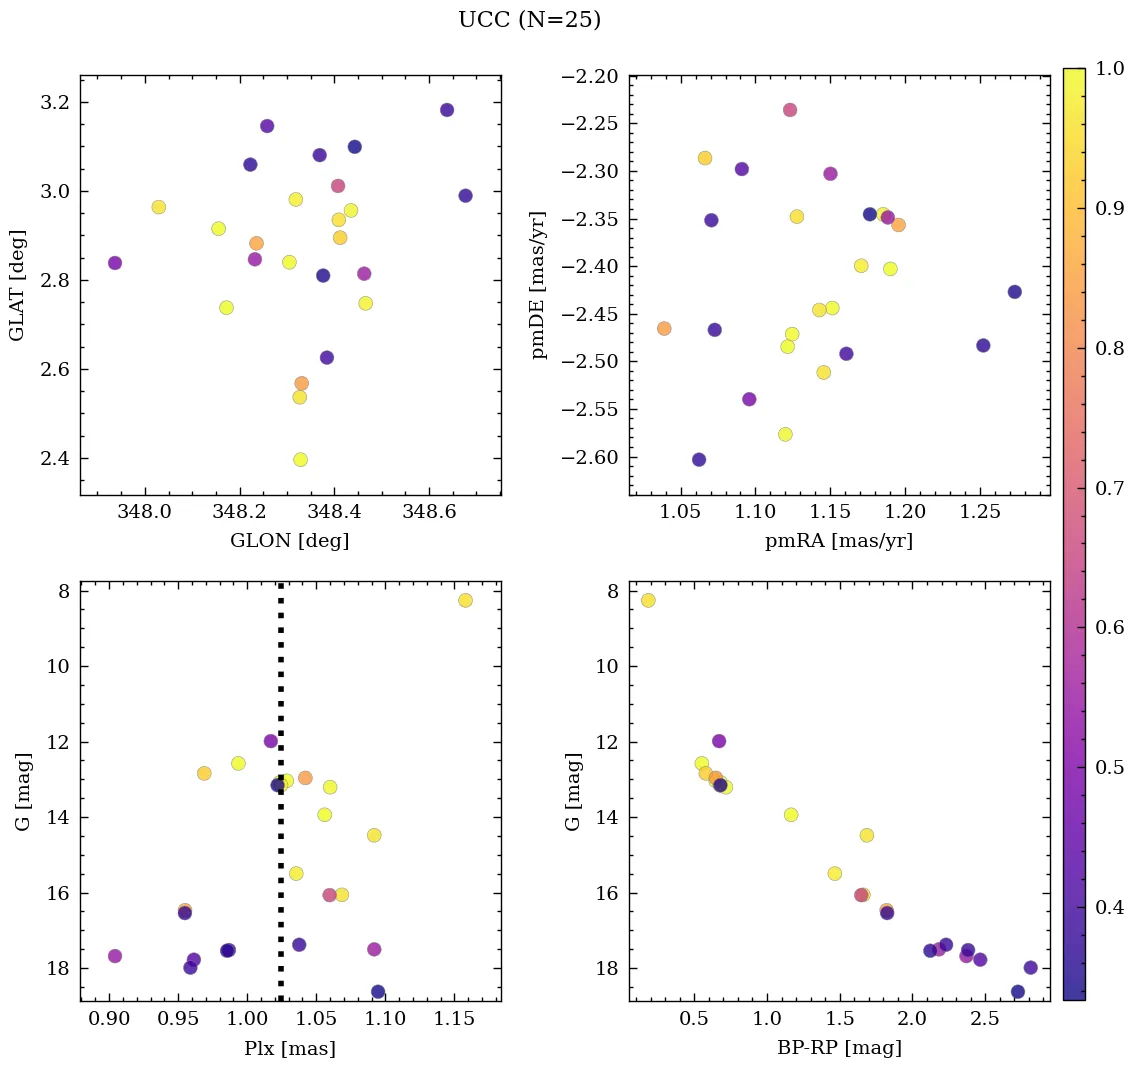 UCC (N=25)
3.2
3.0
2.8
2.6
2.4
GLAT [deg]
348.0 348.2 348.4 348.6
GLON [deg]
−2.20
−2.25
−2.30
−2.35
−2.40
−2.45
−2.50
−2.55
−2.60
pmDE [mas/yr]
1.05 1.10 1.15 1.20 1.25
pmRA [mas/yr]
8
10
12
14
16
18
G [mag]
0.90 0.95 1.00 1.05 1.10 1.15
Plx [mas]
8
10
12
14
16
18
G [mag]
0.5 1.0 1.5 2.0 2.5
BP-RP [mag]
1.0
0.9
0.8
0.7
0.6
0.5
0.4